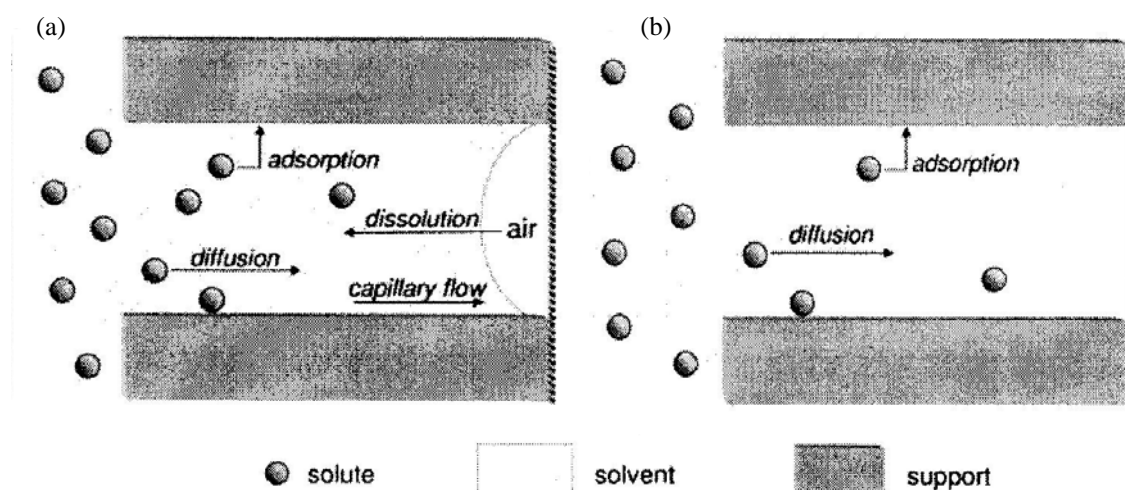 (a)
adsorption
dissolution
air
diffusion
capillary flow
(b)
adsorption
diffusion
solute
solvent
support